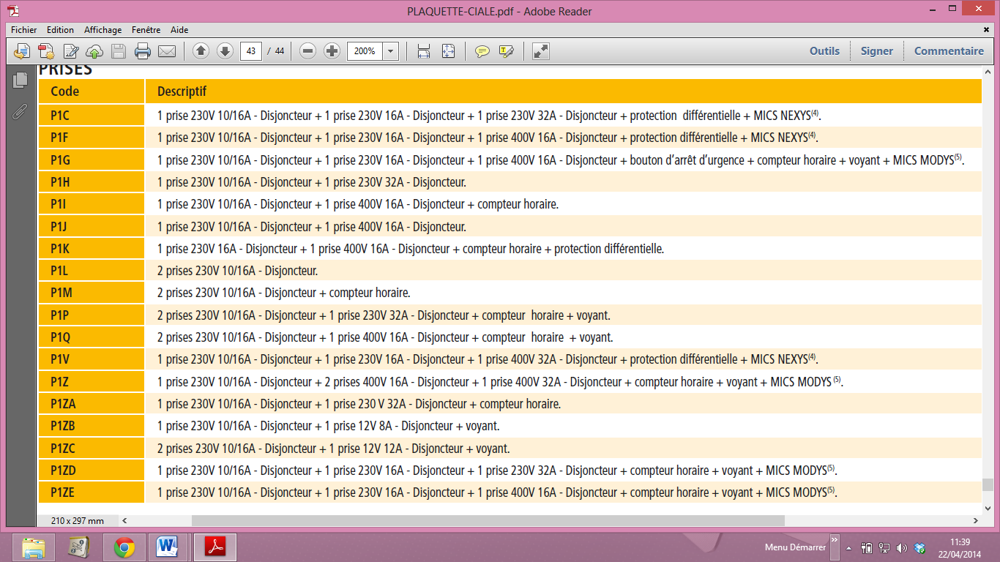 PLAQUETTE-CIALE.pdf - Adobe Reader
Fichier Edition Affichage Fenêtre Aide
43 / 44 200% Outils Signer Commentaire
PRISES
Code Descriptif
P1C 1 prise 230V 10/16A - Disjoncteur + 1 prise 230V 16A - Disjoncteur + 1 prise 230V 32A - Disjoncteur + protection différentielle + MICS NEXYS(4).
P1F 1 prise 230V 10/16A - Disjoncteur + 1 prise 230V 16A - Disjoncteur + 1 prise 400V 16A - Disjoncteur + protection différentielle + MICS NEXYS(4).
P1G 1 prise 230V 10/16A - Disjoncteur + 1 prise 230V 16A - Disjoncteur + 1 prise 400V 16A - Disjoncteur + bouton d'arrêt d'urgence + compteur horaire + voyant + MICS MODYS(5).
P1H 1 prise 230V 10/16A - Disjoncteur + 1 prise 230V 32A - Disjoncteur.
P1I 1 prise 230V 10/16A - Disjoncteur + 1 prise 400V 16A - Disjoncteur + compteur horaire.
P1J 1 prise 230V 10/16A - Disjoncteur + 1 prise 400V 16A - Disjoncteur.
P1K 1 prise 230V 16A - Disjoncteur + 1 prise 400V 16A - Disjoncteur + compteur horaire + protection différentielle.
P1L 2 prises 230V 10/16A - Disjoncteur.
P1M 2 prises 230V 10/16A - Disjoncteur + compteur horaire.
P1P 2 prises 230V 10/16A - Disjoncteur + 1 prise 230V 32A - Disjoncteur + compteur horaire + voyant.
P1Q 2 prises 230V 10/16A - Disjoncteur + 1 prise 400V 16A - Disjoncteur + compteur horaire + voyant.
P1V 1 prise 230V 10/16A - Disjoncteur + 1 prise 230V 16A - Disjoncteur + 1 prise 400V 32A - Disjoncteur + protection différentielle + MICS NEXYS(4).
P1Z 1 prise 230V 10/16A - Disjoncteur + 2 prises 400V 16A - Disjoncteur + 1 prise 400V 32A - Disjoncteur + compteur horaire + voyant + MICS MODYS (5).
P1ZA 1 prise 230V 10/16A - Disjoncteur + 1 prise 230 V 32A - Disjoncteur + compteur horaire.
P1ZB 1 prise 230V 10/16A - Disjoncteur + 1 prise 12V 8A - Disjoncteur + voyant.
P1ZC 2 prises 230V 10/16A - Disjoncteur + 1 prise 12V 12A - Disjoncteur + voyant.
P1ZD 1 prise 230V 10/16A - Disjoncteur + 1 prise 230V 16A - Disjoncteur + 1 prise 230V 32A - Disjoncteur + compteur horaire + voyant + MICS MODYS(5).
P1ZE 1 prise 230V 10/16A - Disjoncteur + 1 prise 230V 16A - Disjoncteur + 1 prise 400V 16A - Disjoncteur + compteur horaire + voyant + MICS MODYS(5).
210 x 297 mm
Menu Démarrer
11:39
22/04/2014